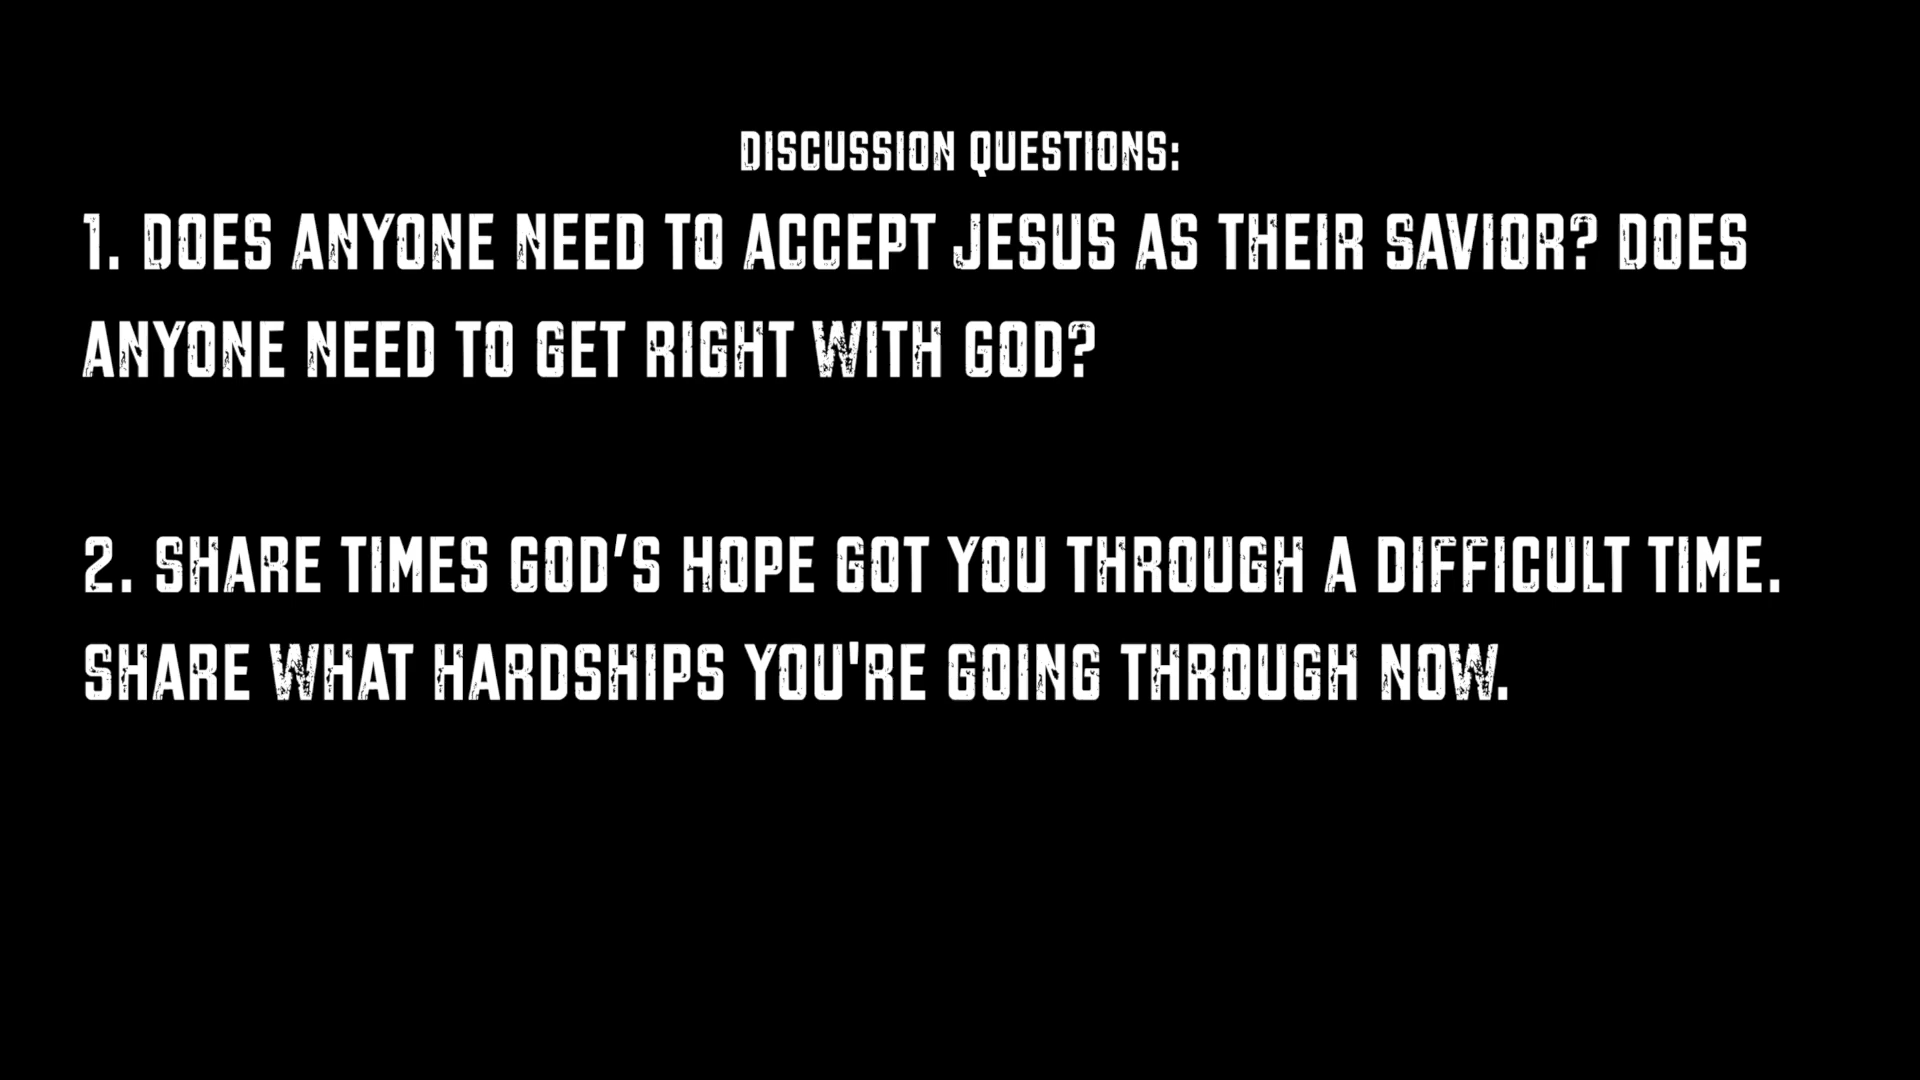 DISCUSSION QUESTIONS:
1. DOES ANYONE NEED TO ACCEPT JESUS AS THEIR SAVIOR? DOES
ANYONE NEED TO GET RIGHT WITH GOD?
2. SHARE TIMES GOD’S HOPE GOT YOU THROUGH A DIFFICULT TIME.
SHARE WHAT HARDSHIPS YOU'RE GOING THROUGH NOW.